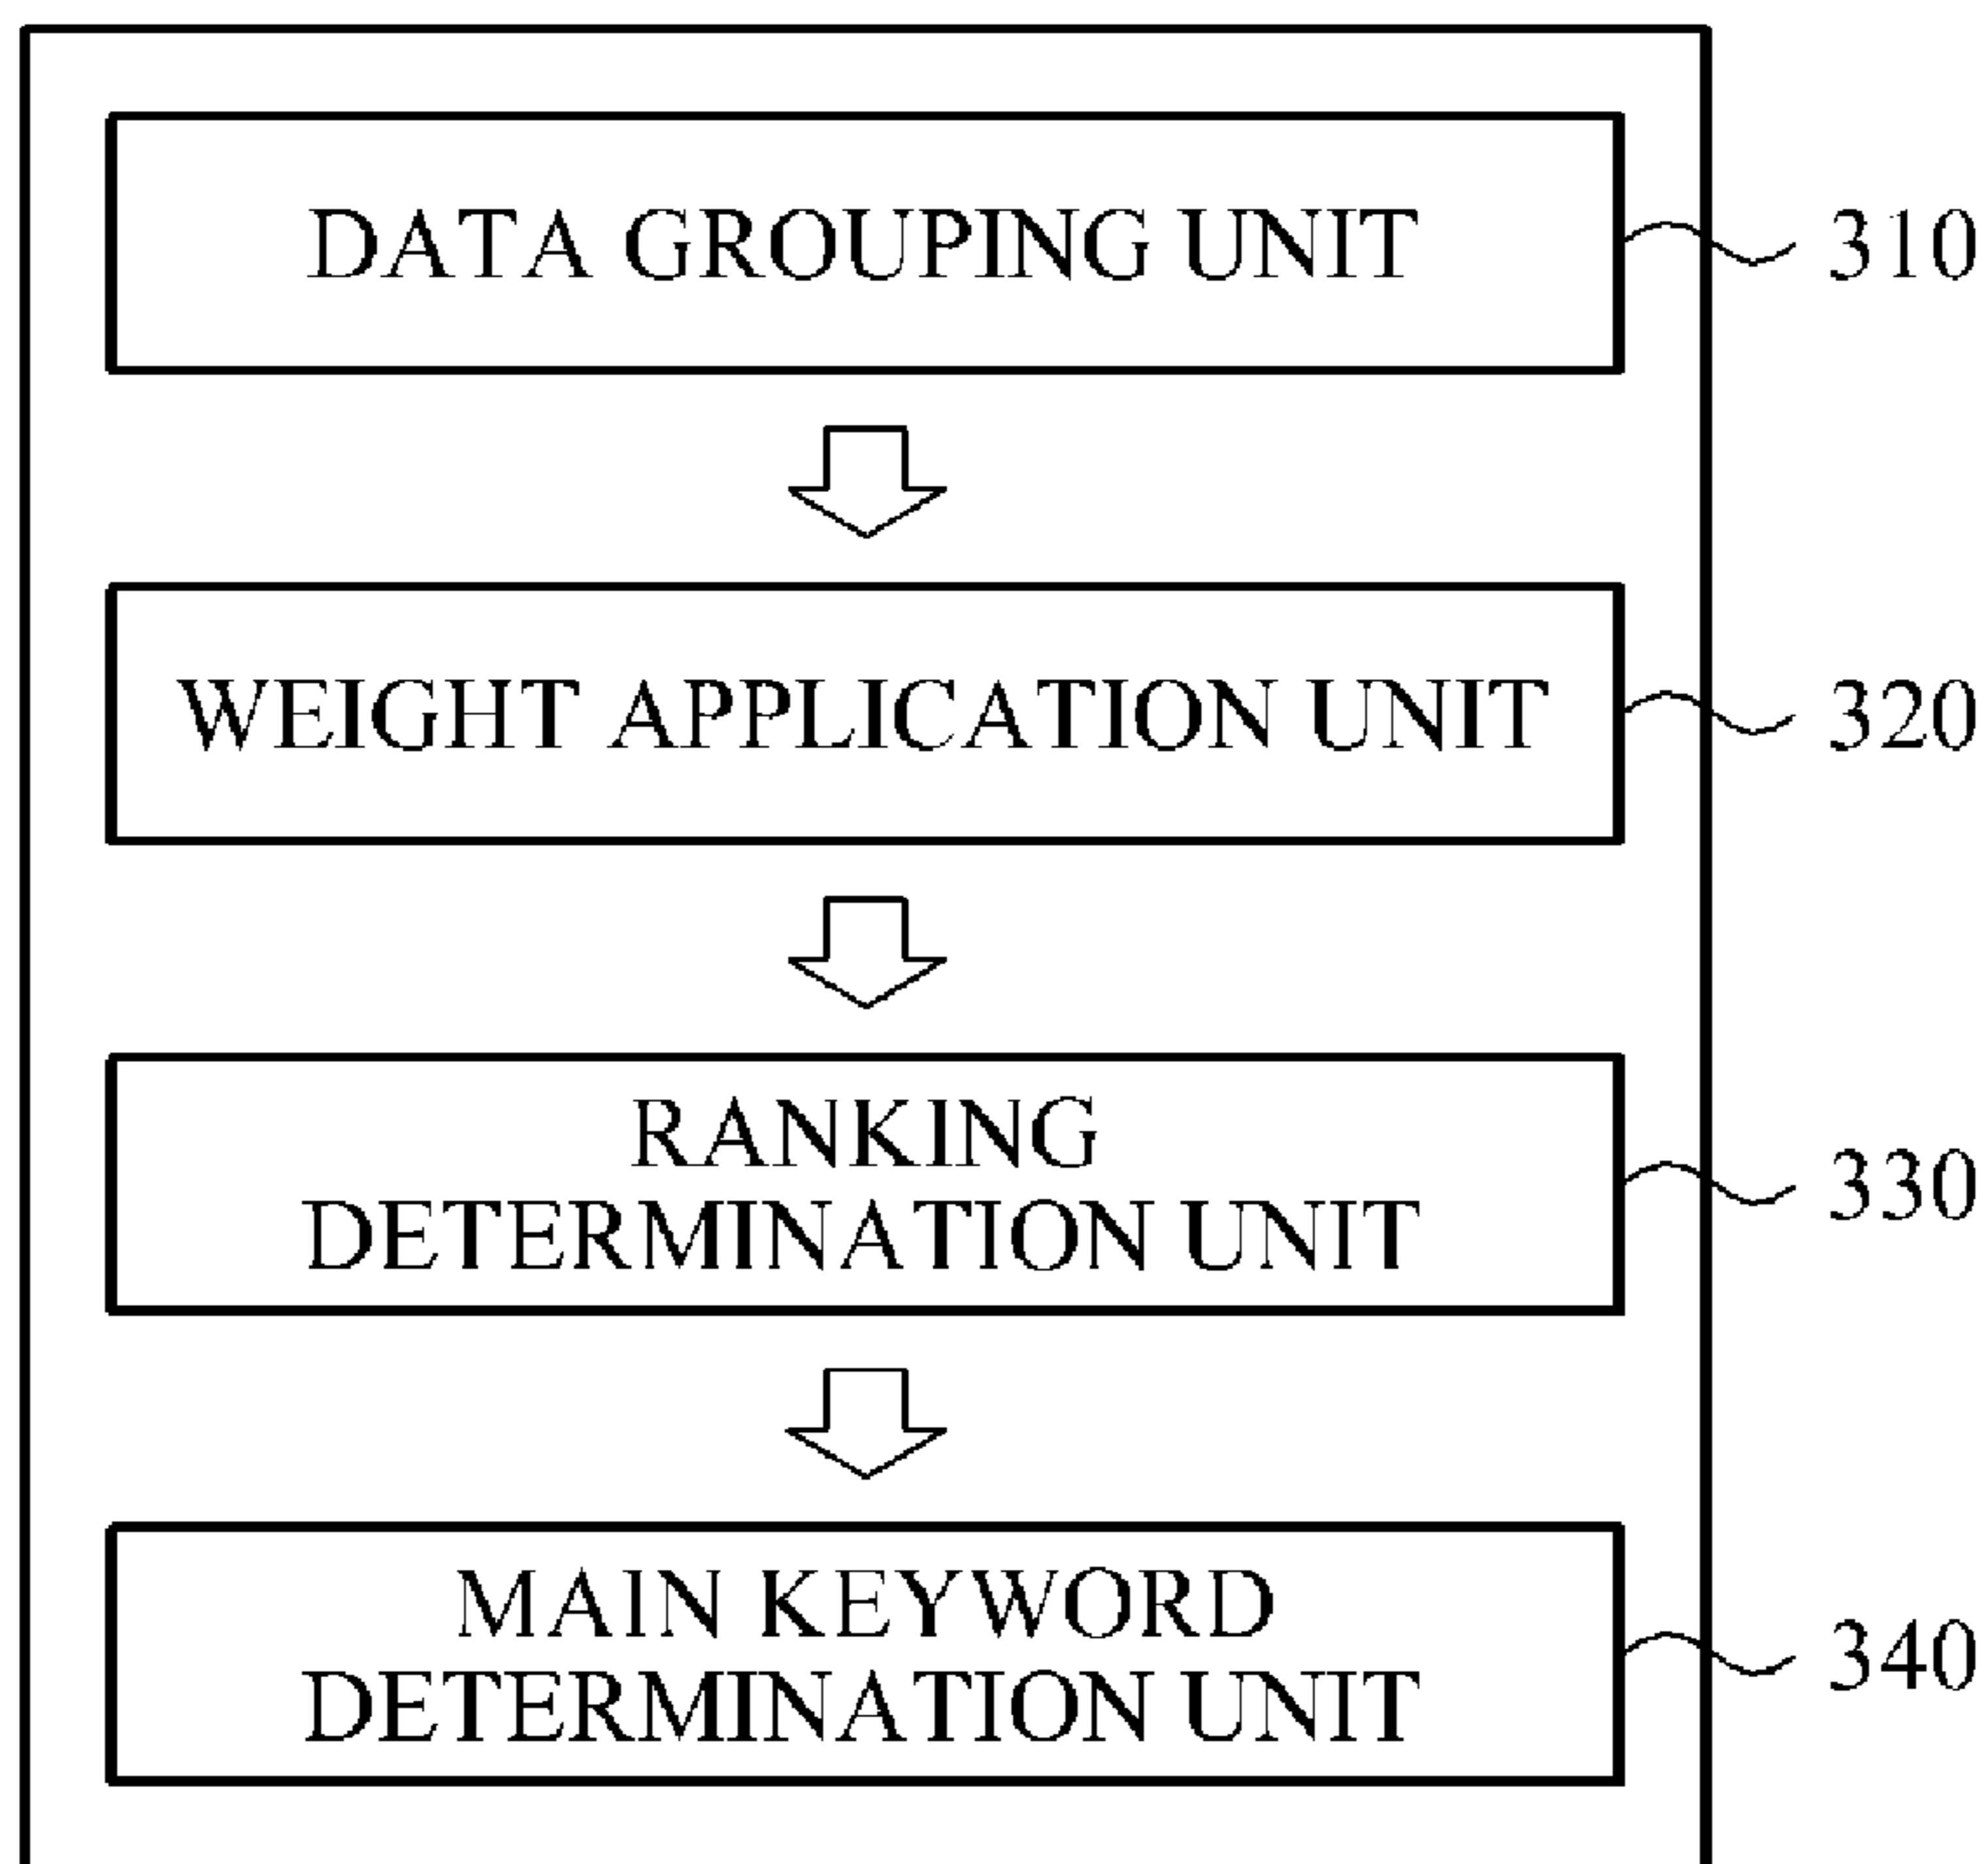 DATA GROUPING UNIT
310
WEIGHT APPLICATION UNIT
320
RANKING
DETERMINATION UNIT
330
MAIN KEYWORD
DETERMINATION UNIT
340